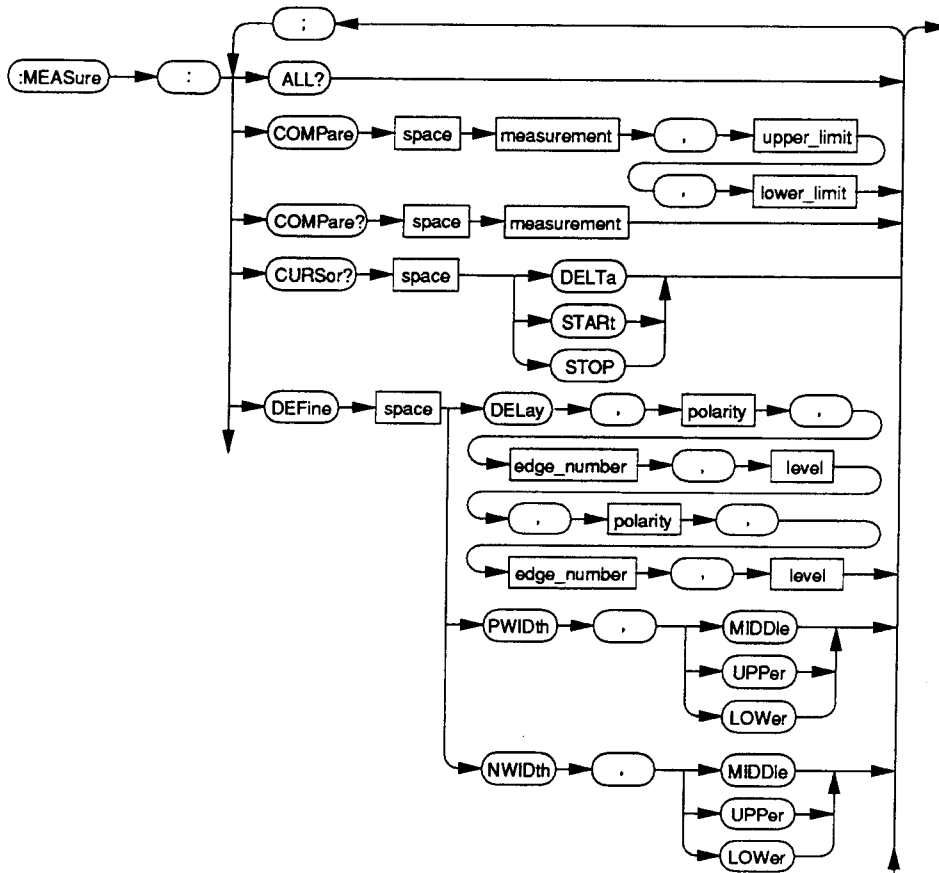 ;
:MEASure : ALL?
COMPare space measurement , upper_limit
, lower_limit
COMPare? space measurement
CURSor? space DELTa
STARt
STOP
DEFine space DELay , polarity ,
edge_number , level
, polarity ,
edge_number , level
PWIDth , MIDDle
UPPer
LOWer
NWIDth , MIDDle
UPPer
LOWer